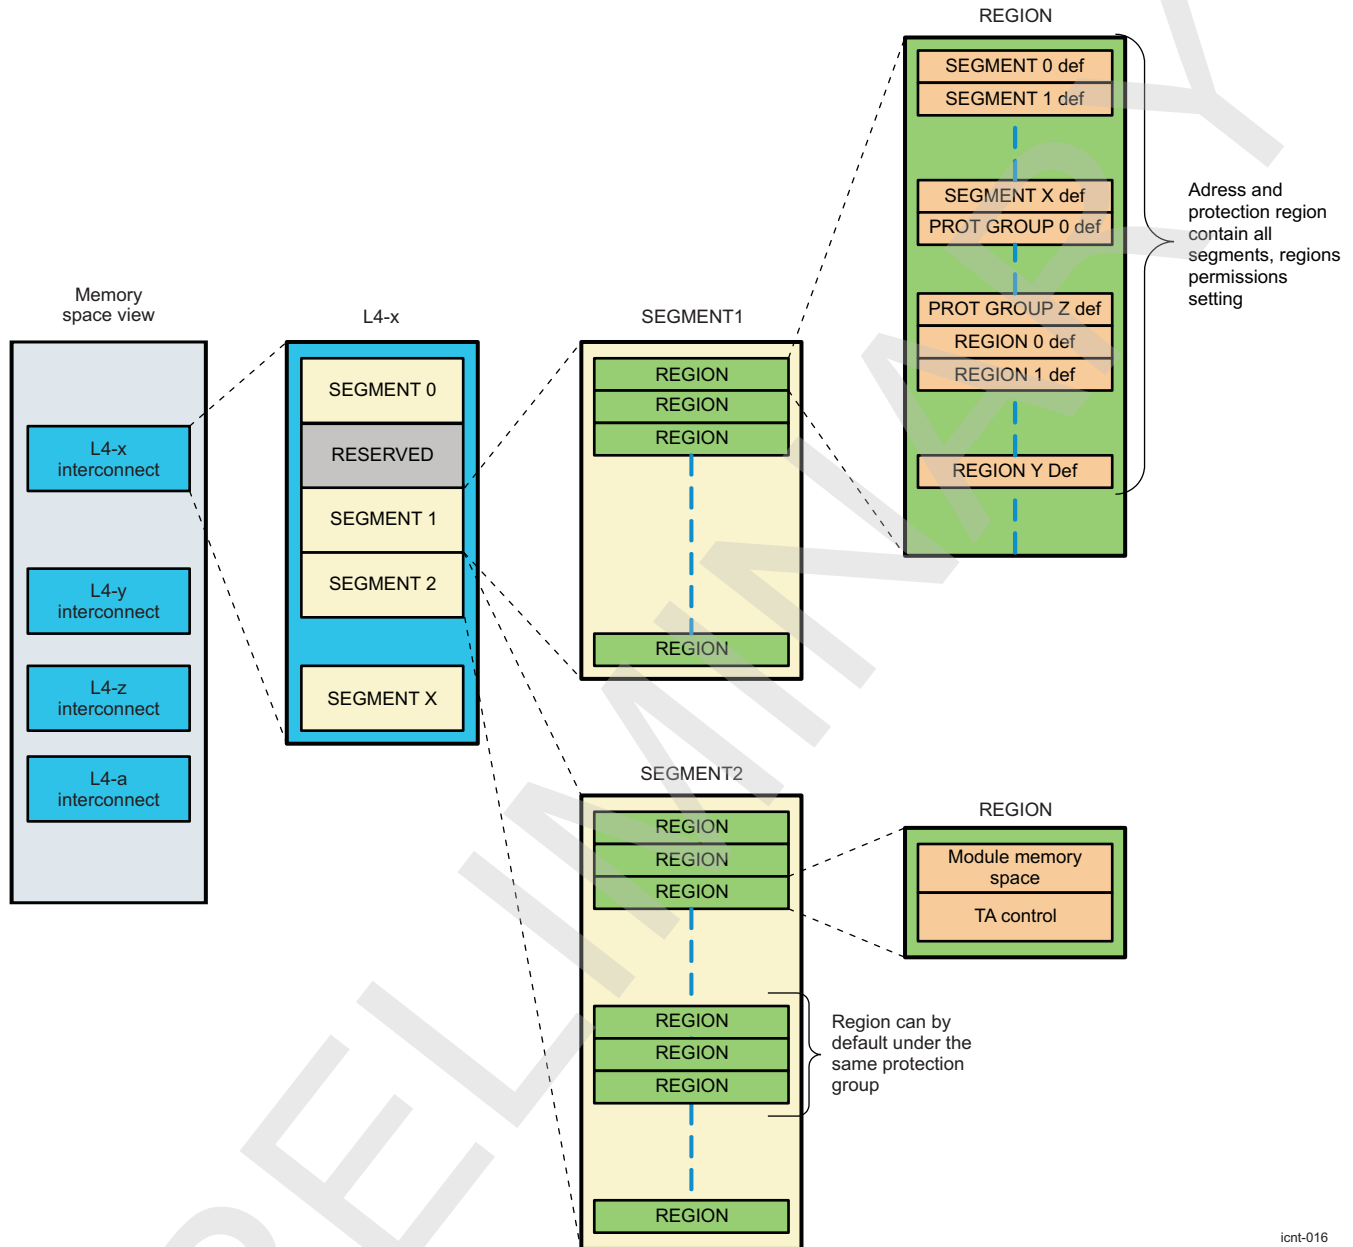 REGION
SEGMENT 0 def
SEGMENT 1 def
SEGMENT X def
PROT GROUP 0 def
PROT GROUP Z def
REGION 0 def
REGION 1 def
REGION Y Def
Adress and
protection region
contain all
segments, regions
permissions
setting
Memory
space view
L4-x
interconnect
L4-y
interconnect
L4-z
interconnect
L4-a
interconnect
L4-x
SEGMENT 0
RESERVED
SEGMENT 1
SEGMENT 2
SEGMENT X
SEGMENT1
REGION
REGION
REGION
REGION
SEGMENT2
REGION
REGION
REGION
REGION
REGION
REGION
REGION
Region can by
default under the
same protection
group
REGION
Module memory
space
TA control
icnt-016
PRELIMINARY